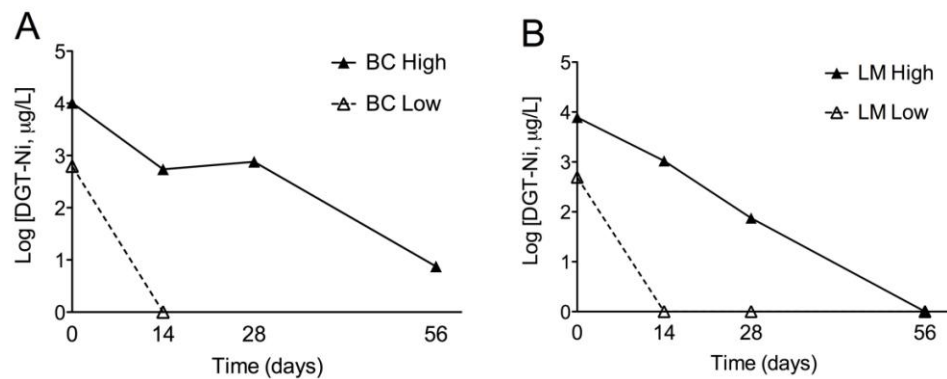 A
BC High
BC Low
Log [DGT-Ni, µg/L]
5
4
3
2
1
0
0 14 28 56
Time (days)
B
LM High
LM Low
Log [DGT-Ni, µg/L]
5
4
3
2
1
0
0 14 28 56
Time (days)